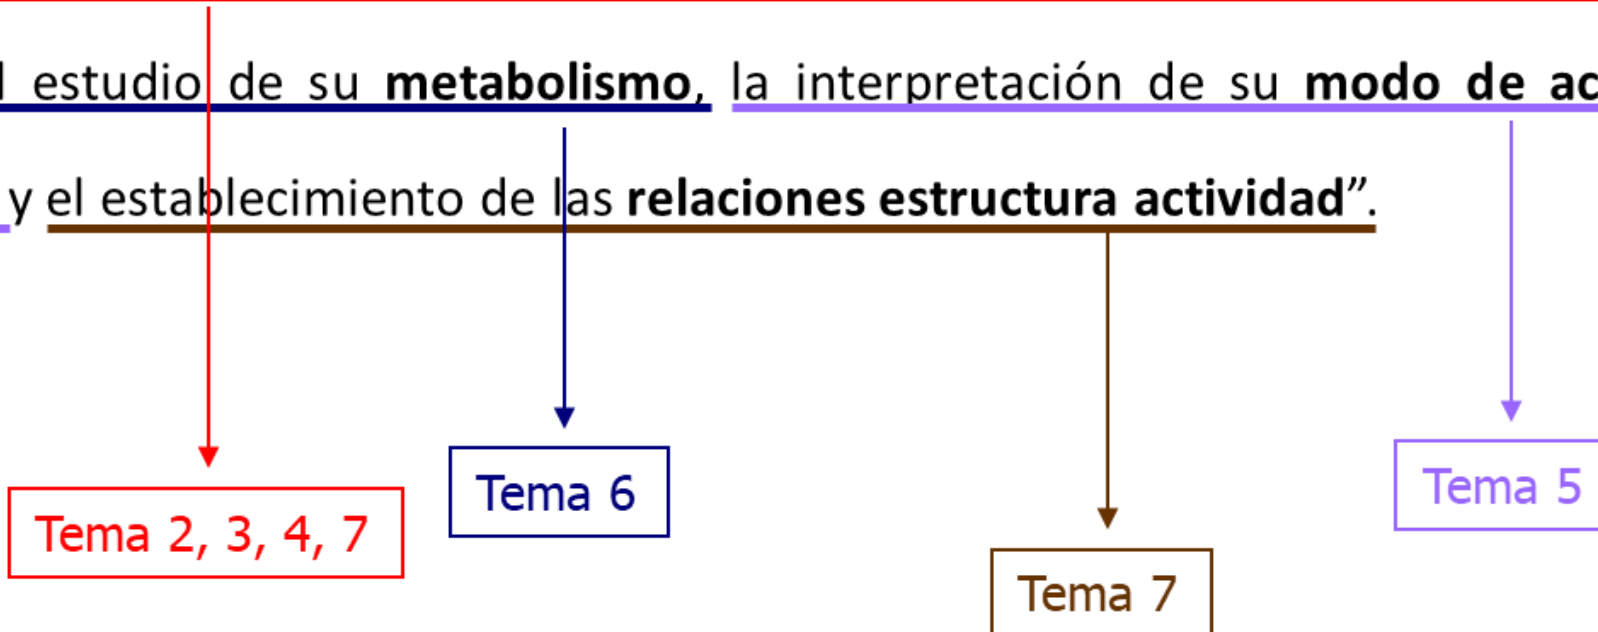 estudio de su metabolismo, la interpretación de su modo de ac
y el establecimiento de las relaciones estructura actividad”.
Tema 2, 3, 4, 7
Tema 6
Tema 7
Tema 5